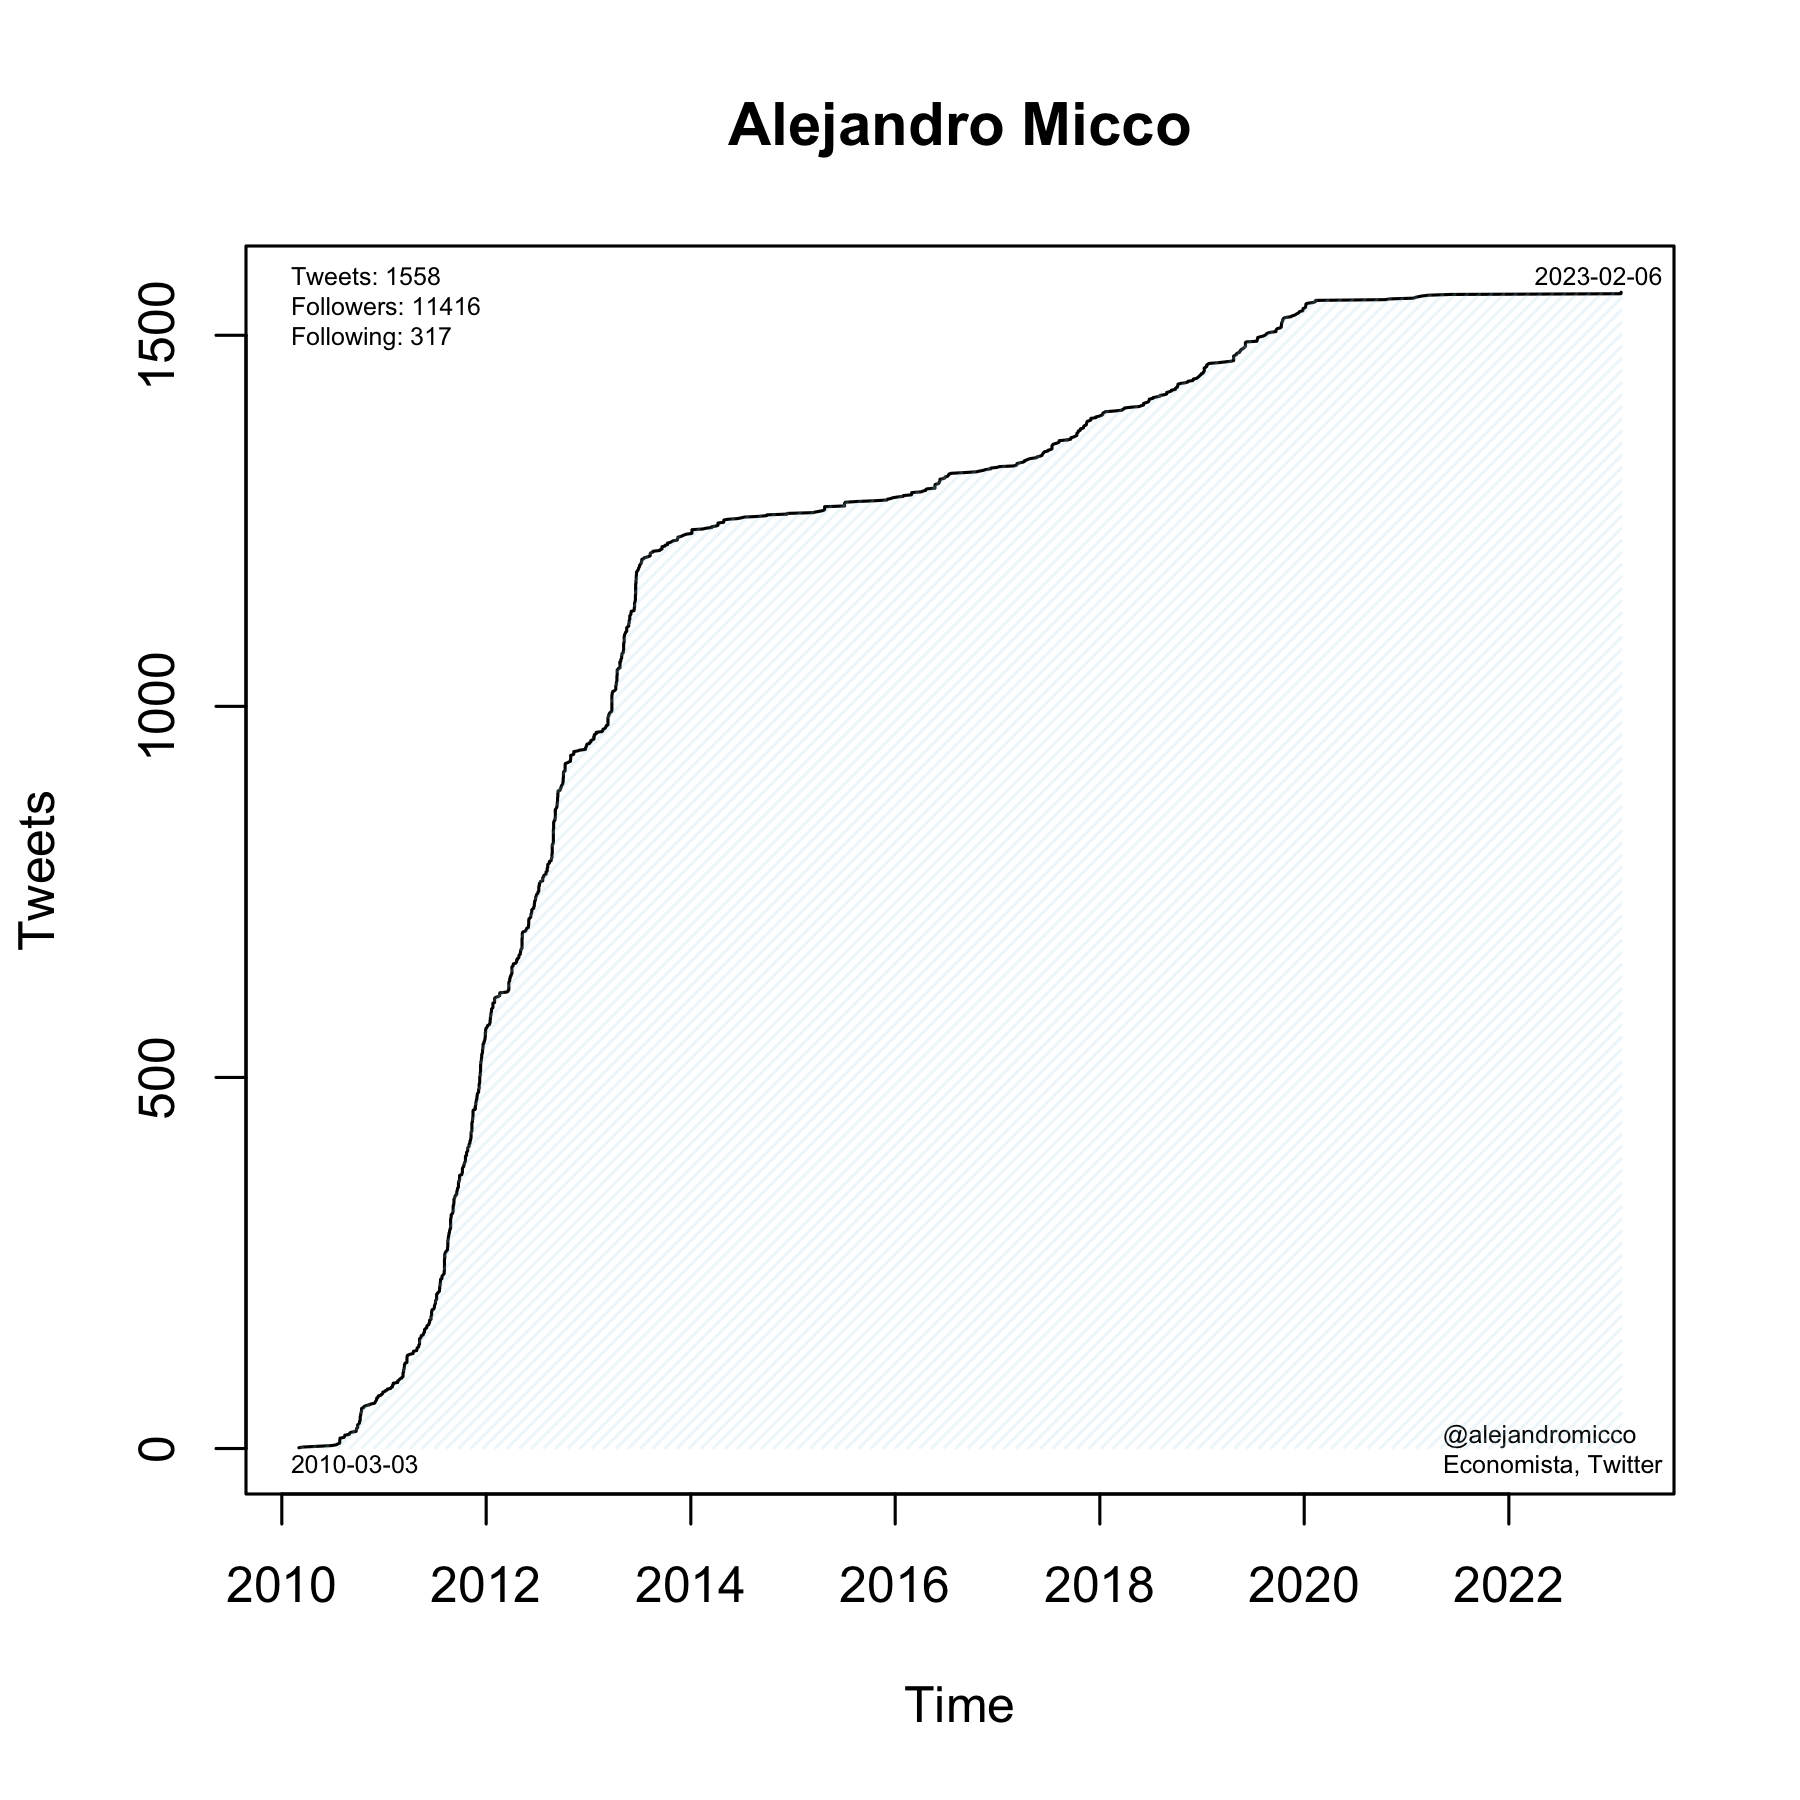 Alejandro Micco
Tweets: 1558
Followers: 11416
Following: 317
2023-02-06
1500
1000
500
0
Tweets
2010-03-03
@alejandromicco
Economista, Twitter
2010 2012 2014 2016 2018 2020 2022
Time